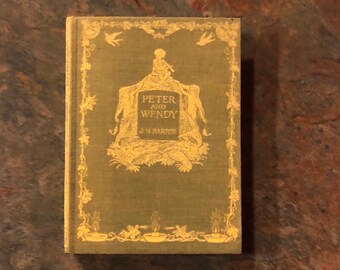 PETER
AND
WENDY
J. M. BARRIE